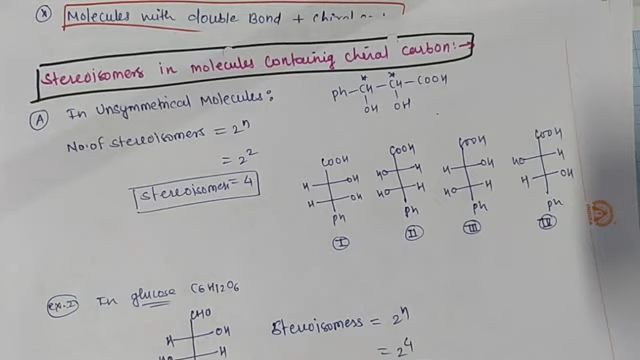 (*) Molecules with double Bond + chiral
Stereoisomers in molecules containing chiral carbon:→
(A) In Unsymmetrical Molecules:
Ph-CH-CH-COOH
* *
OH OH
No. of stereoisomers = 2^n
= 2^2
Stereoisomers = 4
COOH COOH COOH COOH
H OH HO H H OH HO H
H OH HO H HO H H OH
Ph Ph Ph Ph
(I) (II) (III) (IV)
(ex.I) In glucose C6H12O6
CHO
H OH
HO H
Stereoisomess = 2^n
= 2^4